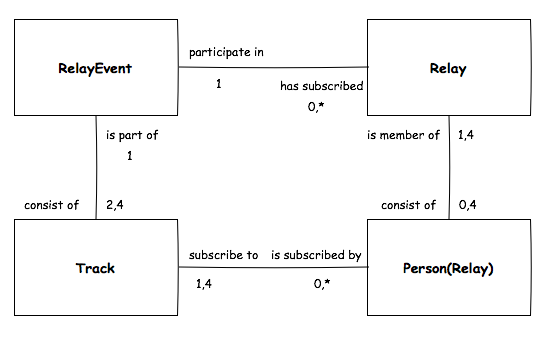 participate in
RelayEvent
Relay
1
has subscribed
0,*
is part of
is member of
1,4
1
consist of
2,4
consist of
0,4
subscribe to
is subscribed by
Track
Person(Relay)
1,4
0,*